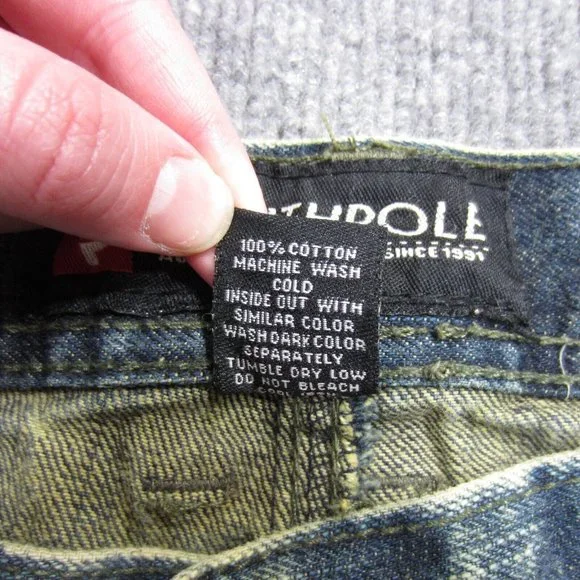 SINCE 1991
100% COTTON
MACHINE WASH
COLD
INSIDE OUT WITH
SIMILAR COLOR
WASH DARK COLOR
SEPARATELY
TUMBLE DRY LOW
DO NOT BLEACH